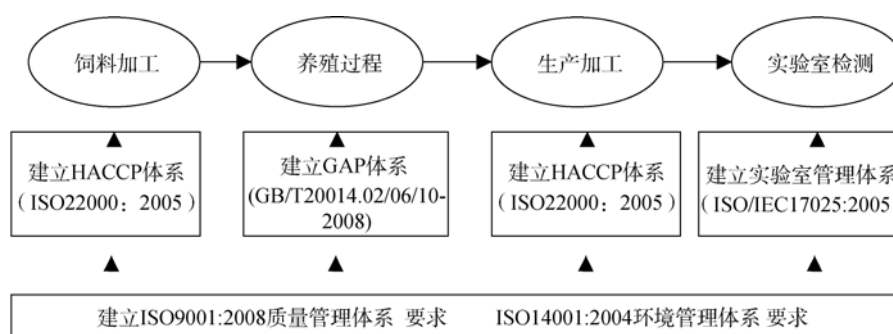 饲料加工
养殖过程
生产加工
实验室检测
建立HACCP体系
（ISO22000：2005）
建立GAP体系
(GB/T20014.02/06/10-
2008)
建立HACCP体系
（ISO22000：2005）
建立实验室管理体系
(ISO/IEC17025:2005
建立ISO9001:2008质量管理体系 要求 ISO14001:2004环境管理体系 要求